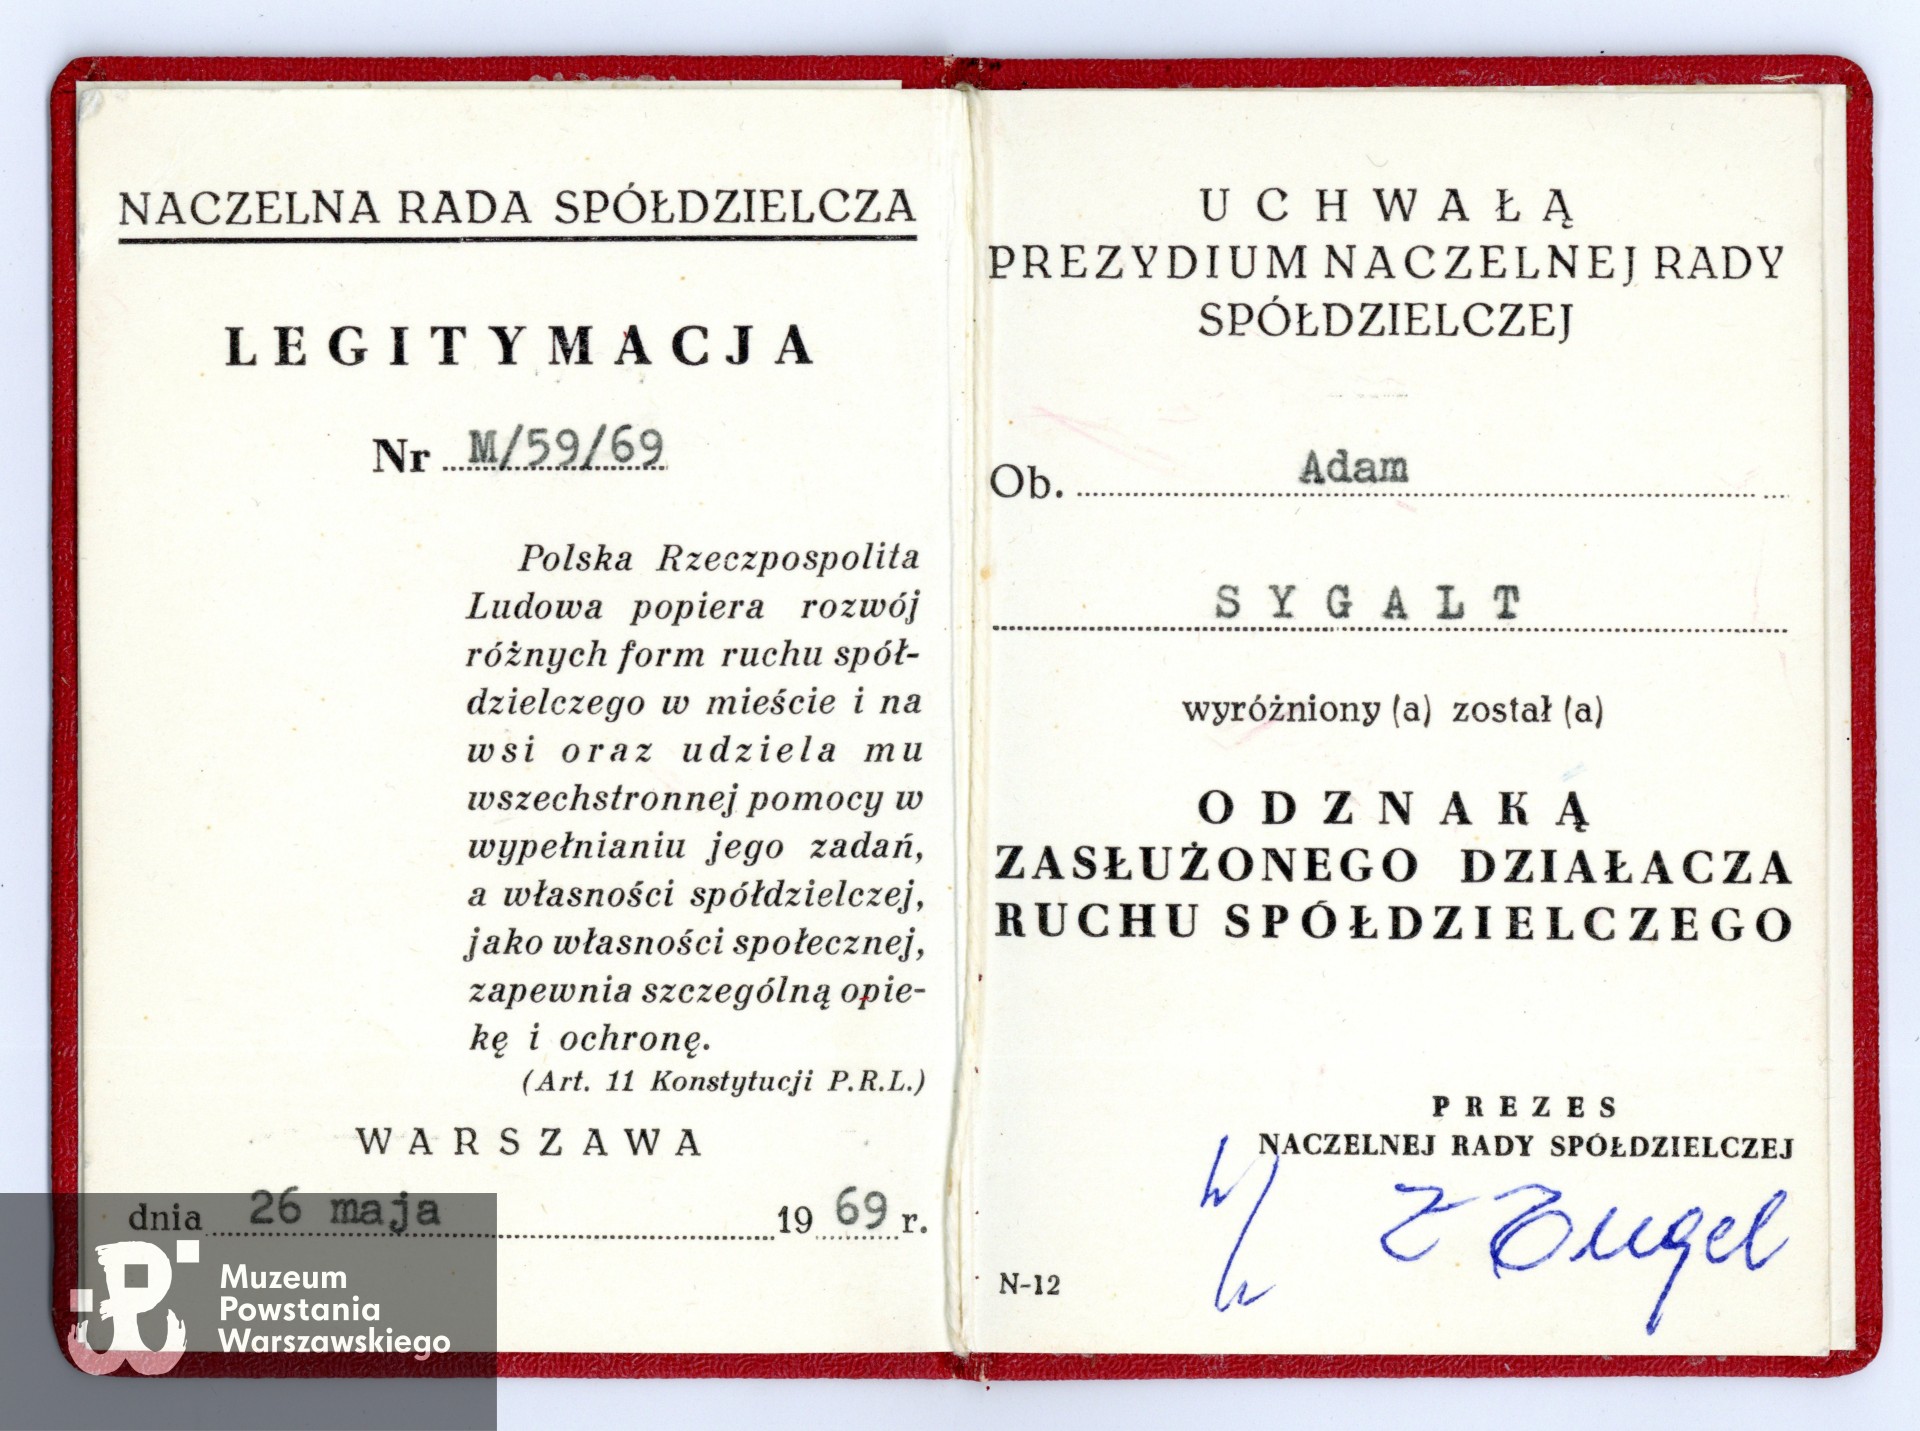 NACZELNA RADA SPÓŁDZIELCZA
LEGITYMACJA
Nr M/59/69
Polska Rzeczpospolita
Ludowa popiera rozwój
różnych form ruchu spół-
dzielczego w mieście i na
wsi oraz udziela mu
wszechstronnej pomocy w
wypełnianiu jego zadań,
a własności spółdzielczej,
jako własności społecznej,
zapewnia szczególną opie-
kę i ochronę.
(Art. 11 Konstytucji P.R.L.)
WARSZAWA
dnia 26 maja 1969 r.
Muzeum
Powstania
Warszawskiego
UCHWAŁĄ
PREZYDIUM NACZELNEJ RADY
SPÓŁDZIELCZEJ
Ob. Adam
SYGALT
wyróżniony (a) został (a)
ODZNAKĄ
ZASŁUŻONEGO DZIAŁACZA
RUCHU SPÓŁDZIELCZEGO
PREZES
NACZELNEJ RADY SPÓŁDZIELCZEJ
N-12